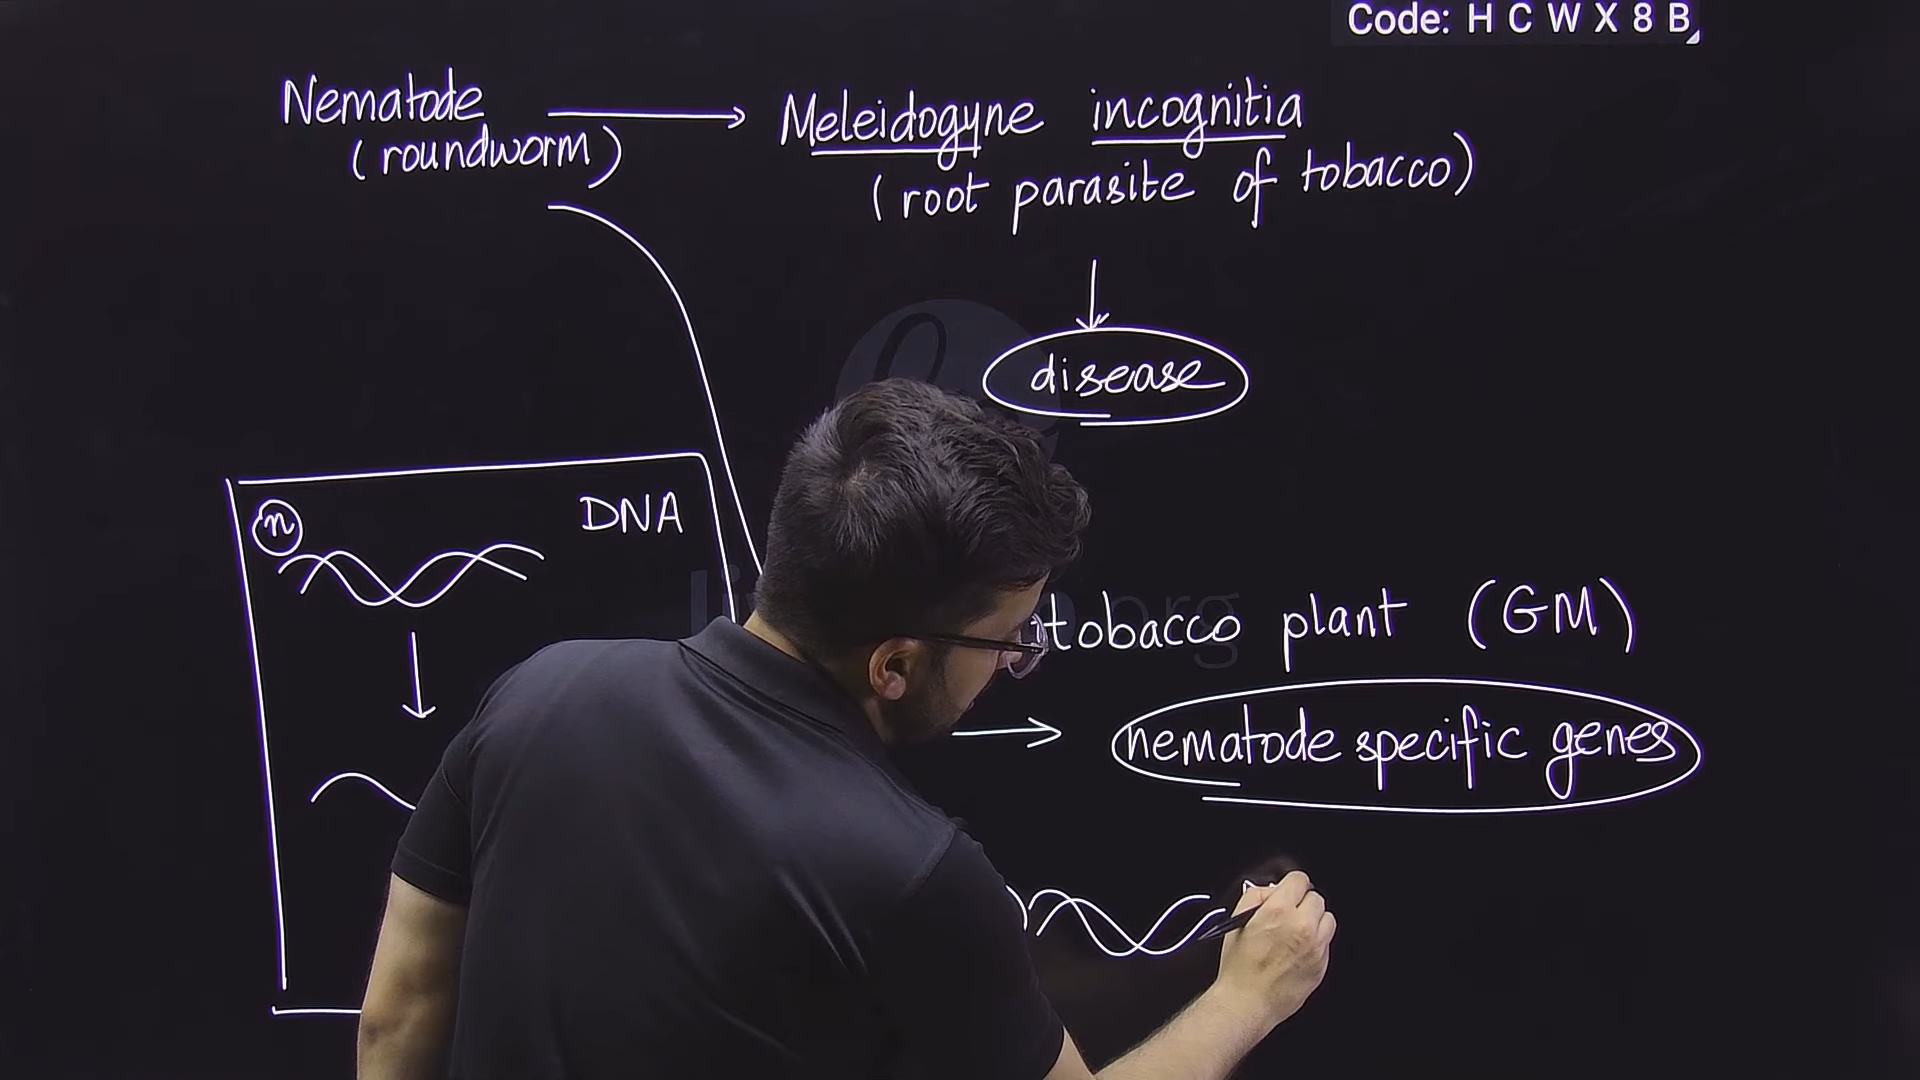 Code: H C W X 8 B
Nematode
(roundworm)
Meleidogyne incognitia
(root parasite of tobacco)
disease
n
DNA
tobacco plant (GM)
nematode specific genes